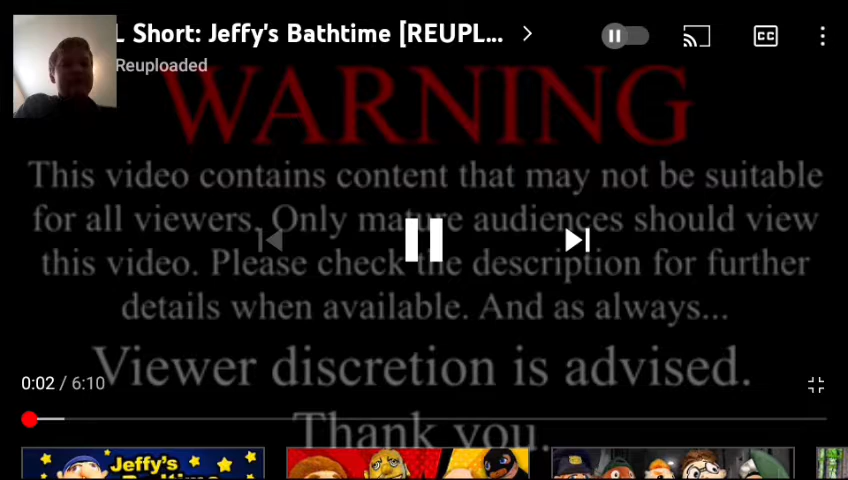 L Short: Jeffy's Bathtime [REUPL...
Reuploaded
CC
WARNING
This video contains content that may not be suitable
for all viewers. Only mature audiences should view
this video. Please check the description for further
details when available. And as always...
Viewer discretion is advised.
0:02 / 6:10
Thank you.
Jeffy's